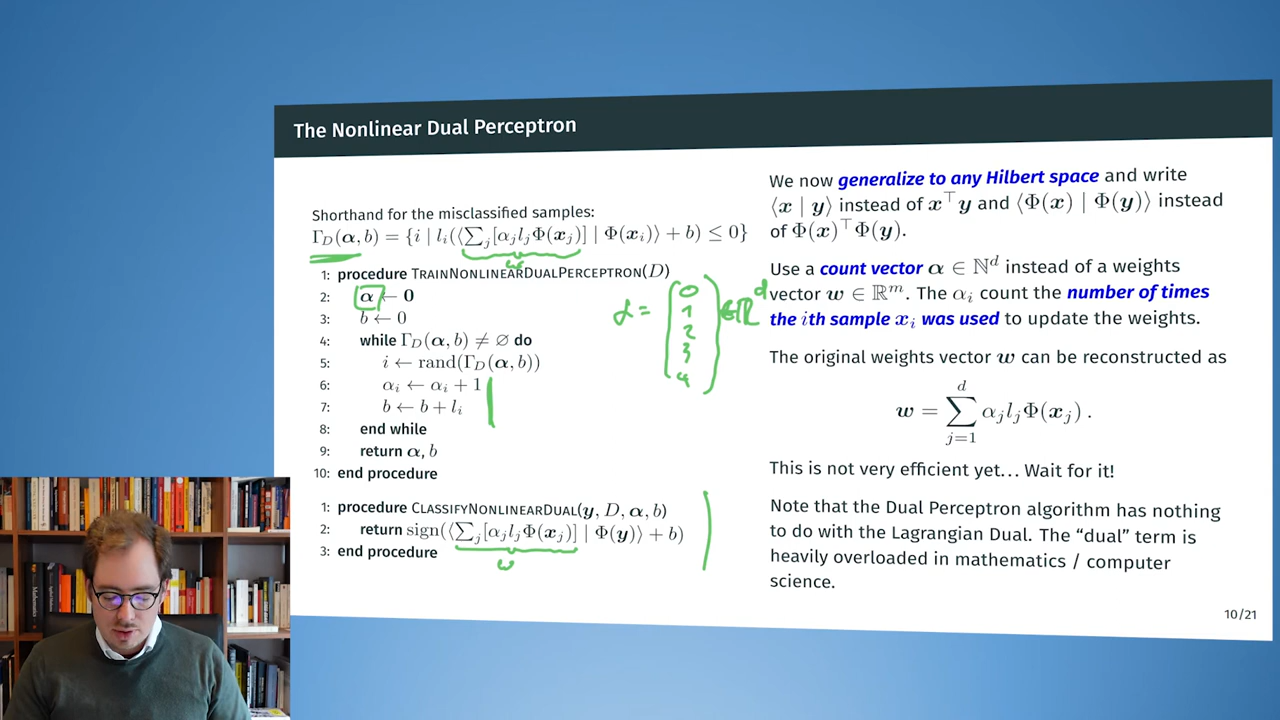 The Nonlinear Dual Perceptron
Shorthand for the misclassified samples:
Γ_D(α, b) = {i | l_i(⟨∑_j[α_j l_j Φ(x_j)] | Φ(x_i)⟩ + b) ≤ 0}
w
1: procedure TrainNonlinearDualPerceptron(D)
2: α ← 0
3: b ← 0
4: while Γ_D(α, b) ≠ ∅ do
5: i ← rand(Γ_D(α, b))
6: α_i ← α_i + 1
7: b ← b + l_i
8: end while
9: return α, b
10: end procedure
α = (0 1 2 3 4) ∈ ℝ^d
1: procedure ClassifyNonlinearDual(y, D, α, b)
2: return sign(⟨∑_j[α_j l_j Φ(x_j)] | Φ(y)⟩ + b)
3: end procedure
w
We now generalize to any Hilbert space and write
⟨x | y⟩ instead of x^⊤y and ⟨Φ(x) | Φ(y)⟩ instead
of Φ(x)^⊤Φ(y).
Use a count vector α ∈ ℕ^d instead of a weights
vector w ∈ ℝ^m. The α_i count the number of times
the ith sample x_i was used to update the weights.
The original weights vector w can be reconstructed as
w = ∑_{j=1}^{d} α_j l_j Φ(x_j) .
This is not very efficient yet… Wait for it!
Note that the Dual Perceptron algorithm has nothing
to do with the Lagrangian Dual. The “dual” term is
heavily overloaded in mathematics / computer
science.
10/21